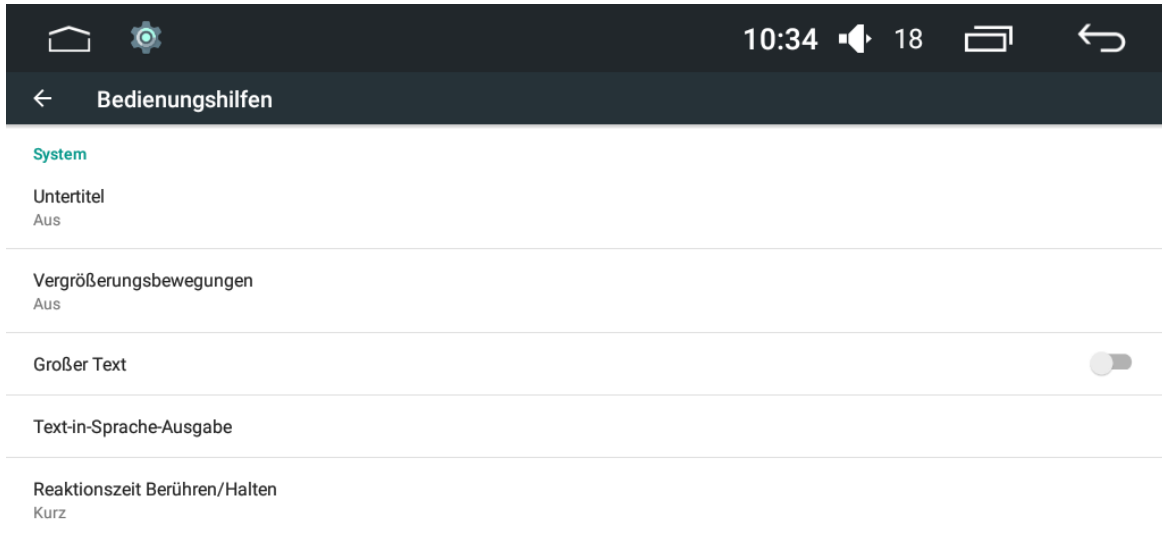 10:34 18
Bedienungshilfen
System
Untertitel
Aus
Vergrößerungsbewegungen
Aus
Großer Text
Text-in-Sprache-Ausgabe
Reaktionszeit Berühren/Halten
Kurz